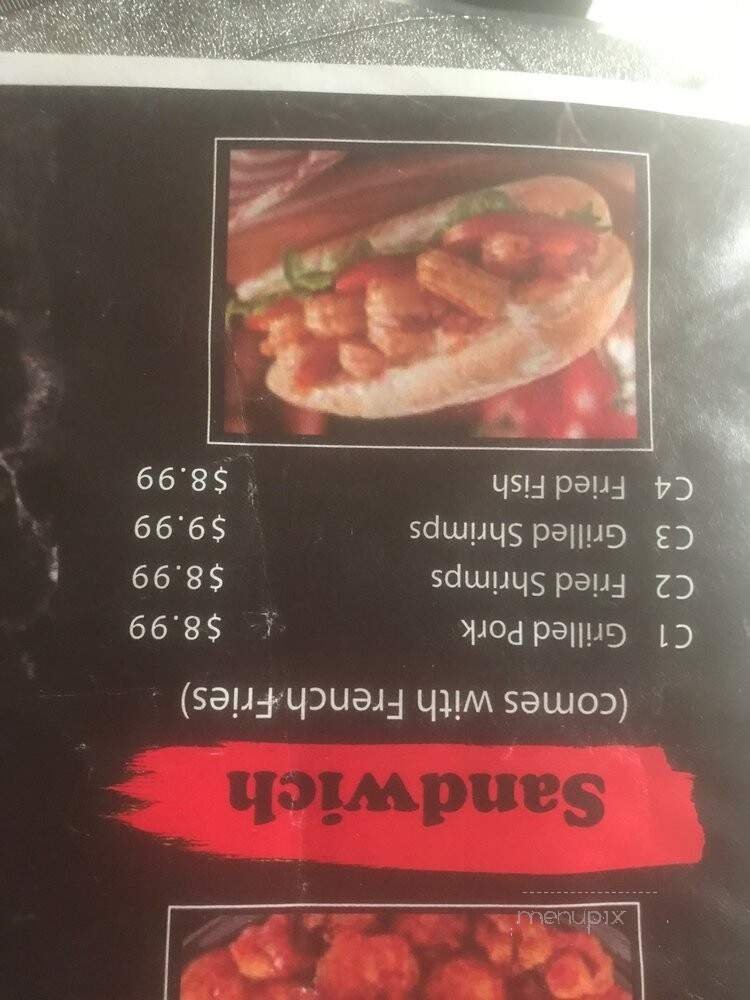 Sandwich
(comes with French Fries)
C1 Grilled Pork $8.99
C2 Fried Shrimps $8.99
C3 Grilled Shrimps $9.99
C4 Fried Fish $8.99
menupix